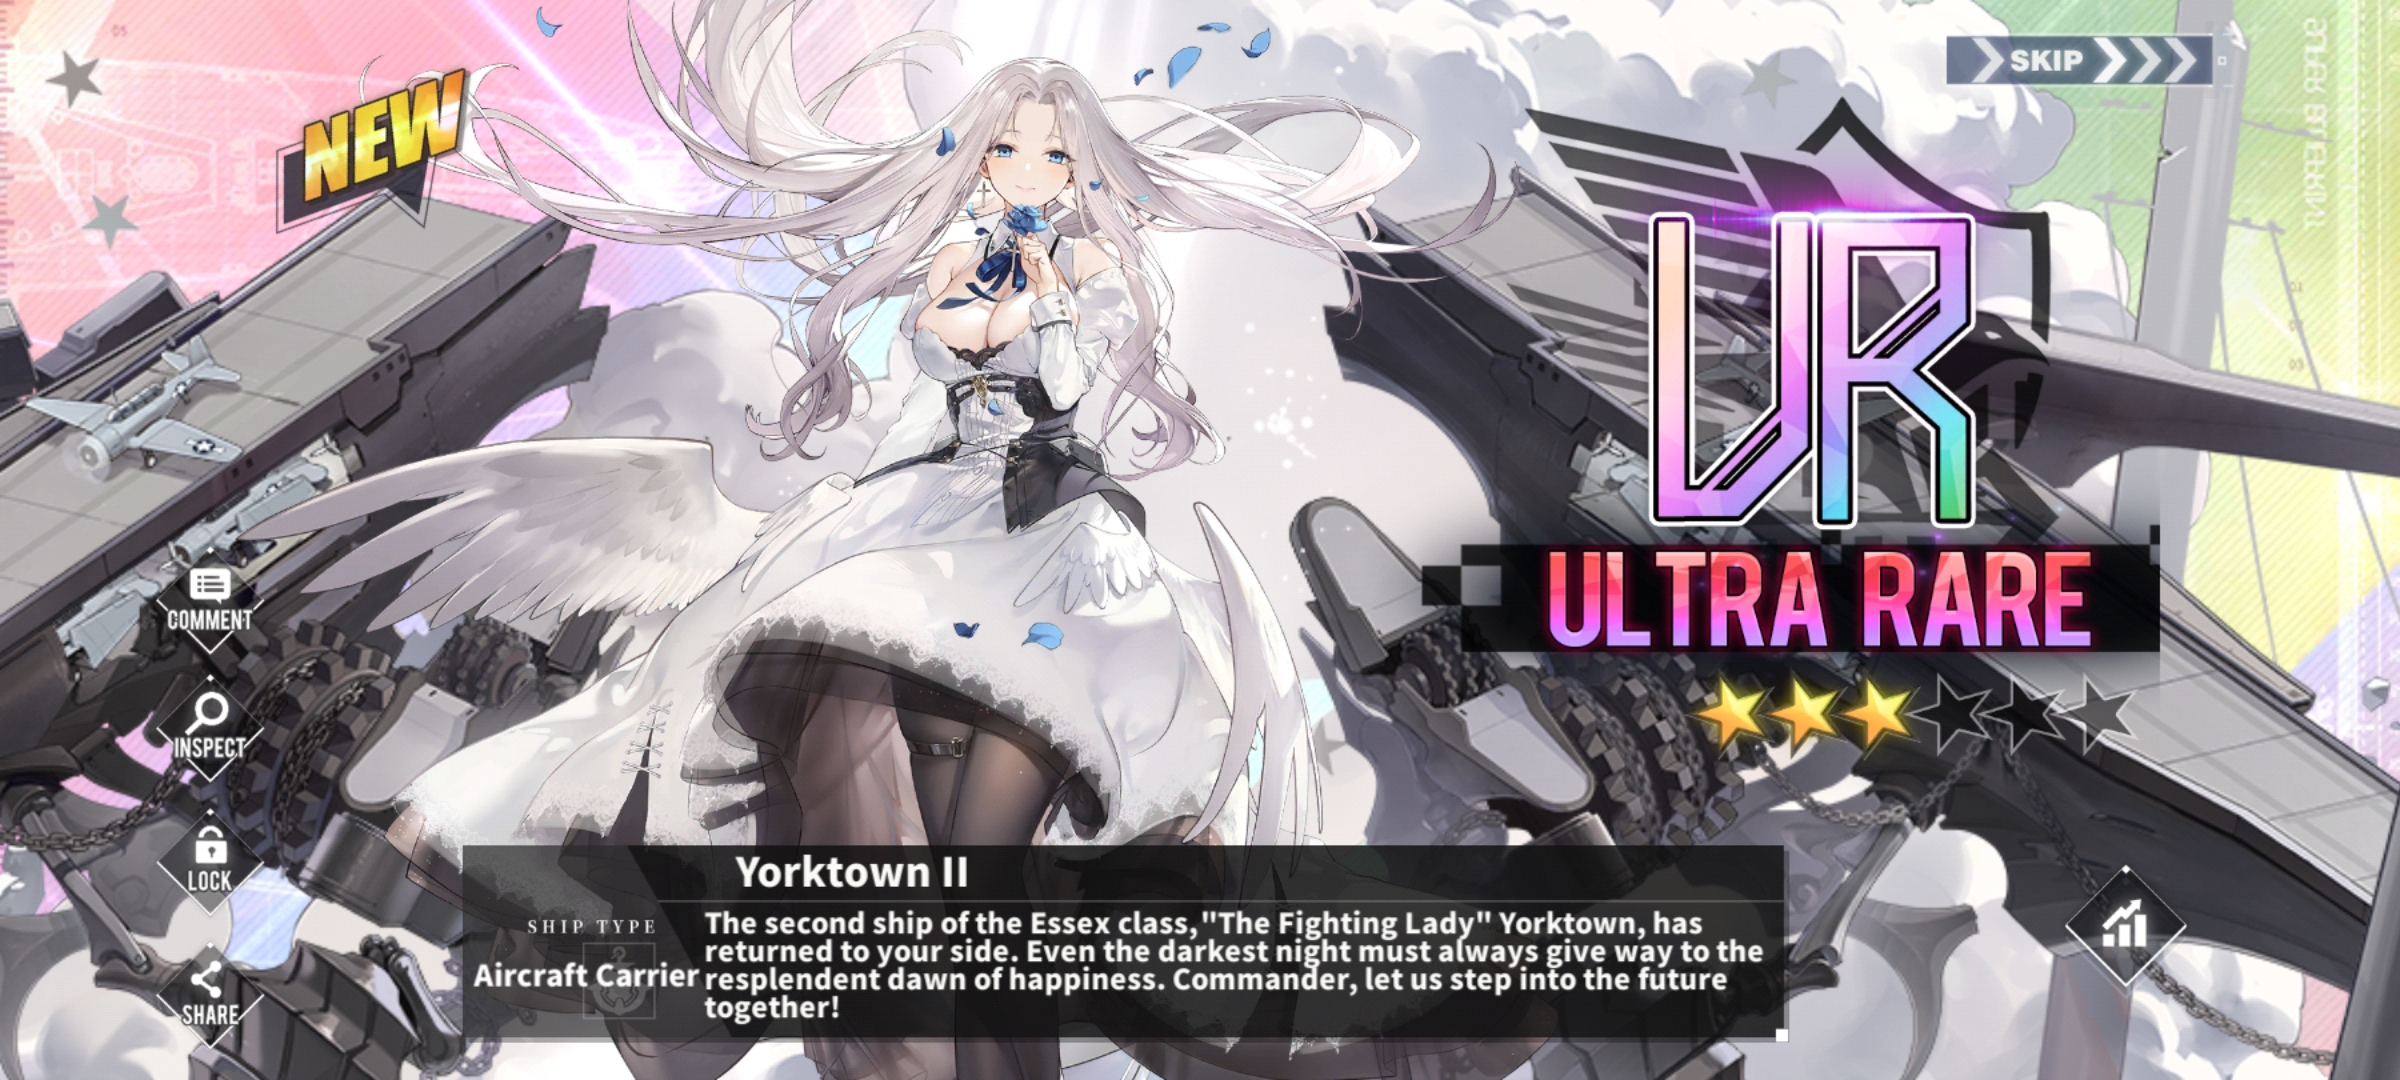 NEW
SKIP
UR
ULTRA RARE
COMMENT
INSPECT
LOCK
SHARE
Yorktown II
SHIP TYPE
Aircraft Carrier
The second ship of the Essex class,"The Fighting Lady" Yorktown, has
returned to your side. Even the darkest night must always give way to the
resplendent dawn of happiness. Commander, let us step into the future
together!